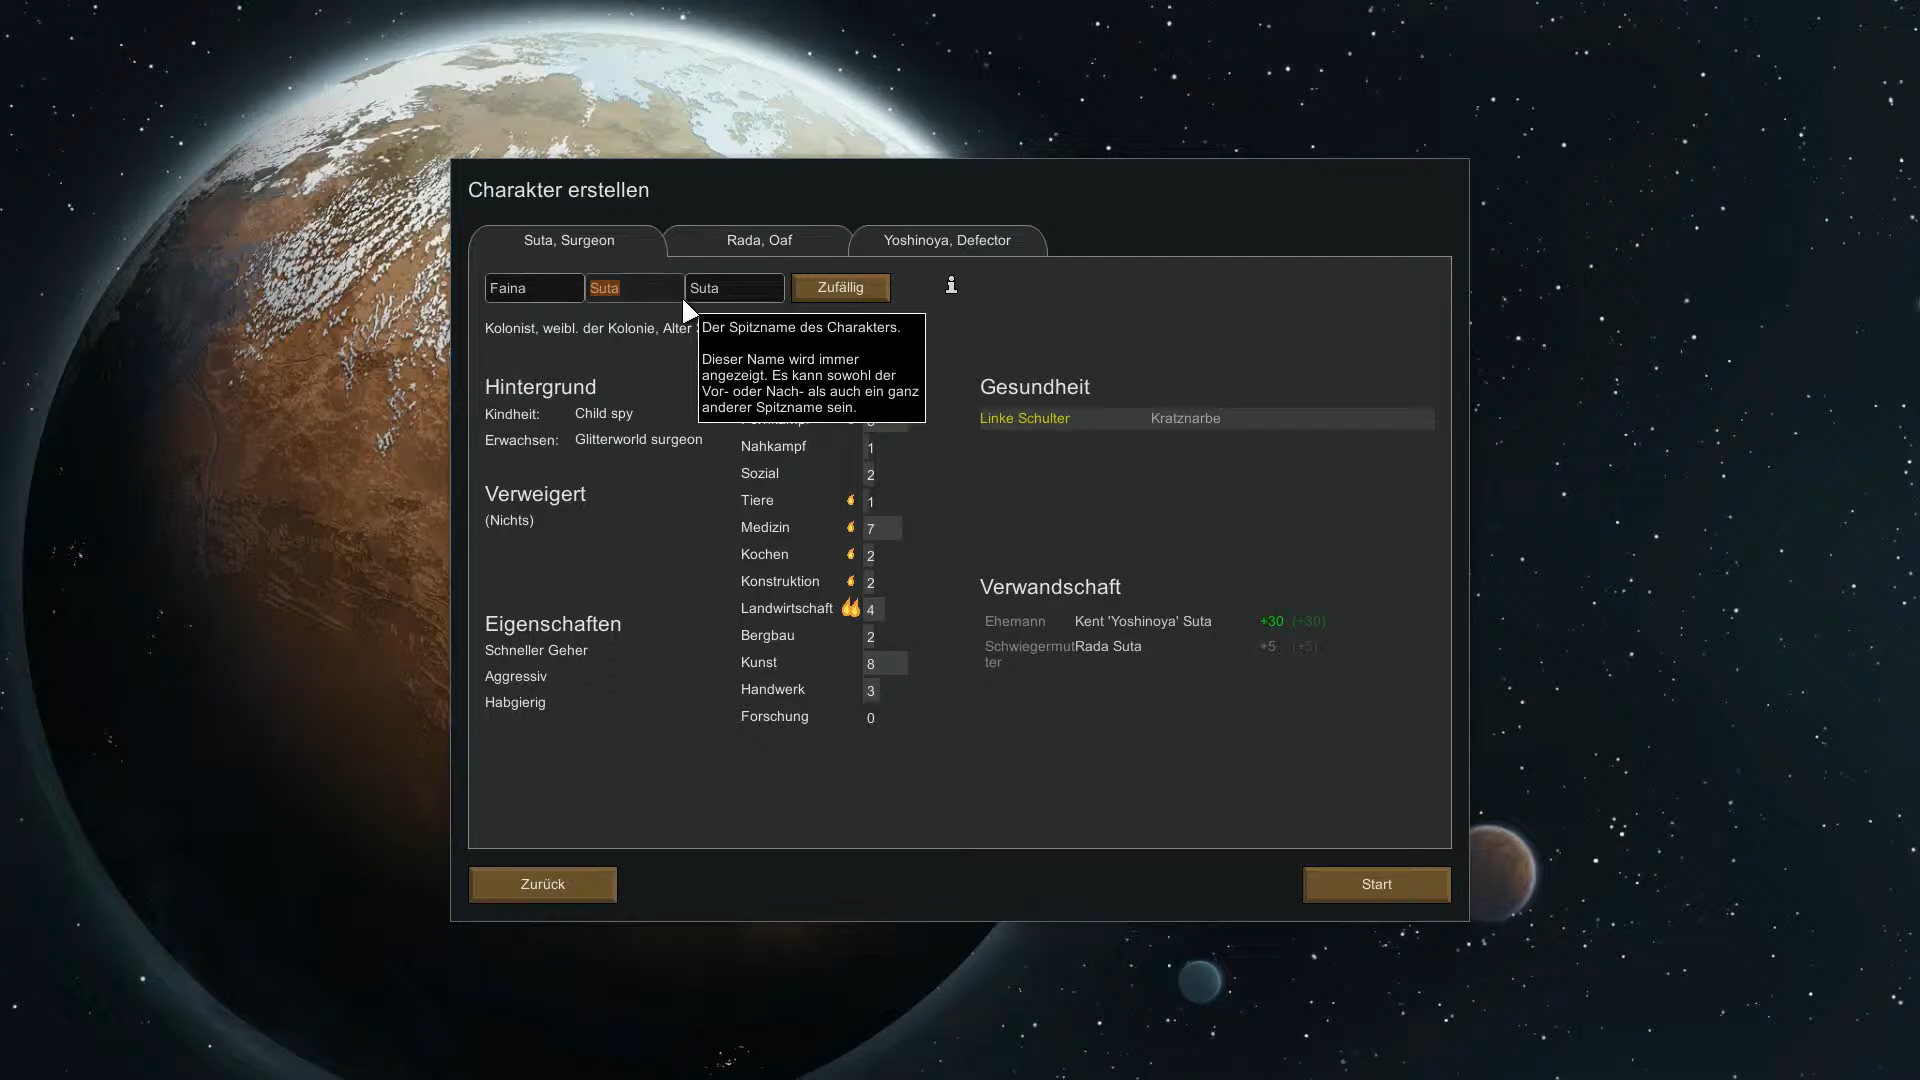 Charakter erstellen
Suta, Surgeon
Rada, Oaf
Yoshinoya, Defector
Faina
Suta
Suta
Zufällig
Kolonist, weibl. der Kolonie, Alter
Der Spitzname des Charakters.
Dieser Name wird immer
angezeigt. Es kann sowohl der
Vor- oder Nach- als auch ein ganz
anderer Spitzname sein.
Hintergrund
Kindheit: Child spy
Erwachsen: Glitterworld surgeon
Verweigert
(Nichts)
Eigenschaften
Schneller Geher
Aggressiv
Habgierig
Nahkampf 1
Sozial 2
Tiere 1
Medizin 7
Kochen 2
Konstruktion 2
Landwirtschaft 4
Bergbau 2
Kunst 8
Handwerk 3
Forschung 0
Gesundheit
Linke Schulter Kratznarbe
Verwandschaft
Ehemann Kent 'Yoshinoya' Suta +30 (+30)
Schwiegermut Rada Suta +5 (+5)
ter
Zurück
Start